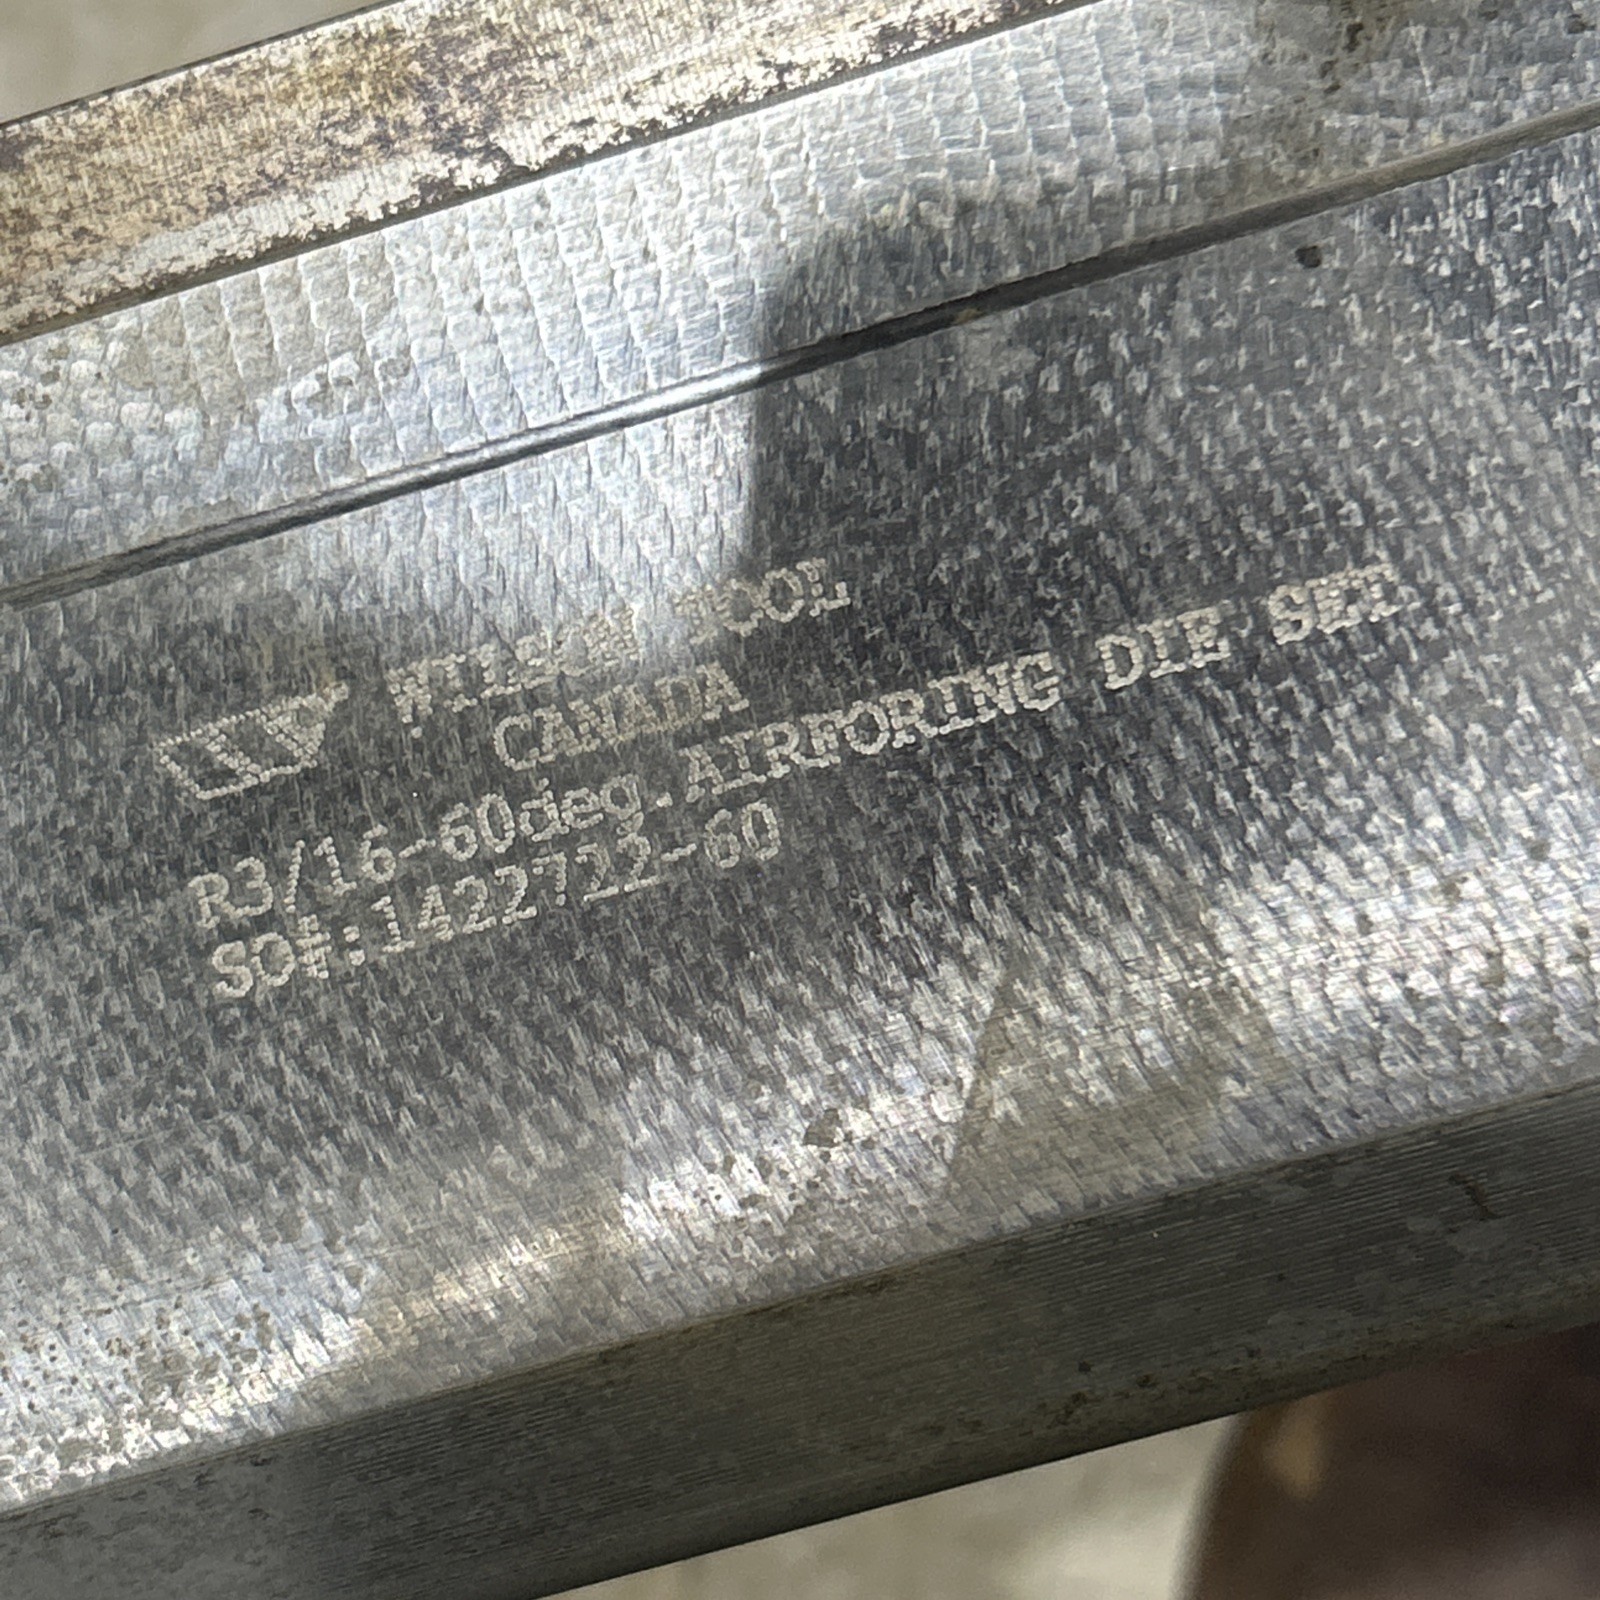 WILSON TOOL
CANADA
R3/16-60deg.AIRFORING DIE SET
SO#:1422722-60